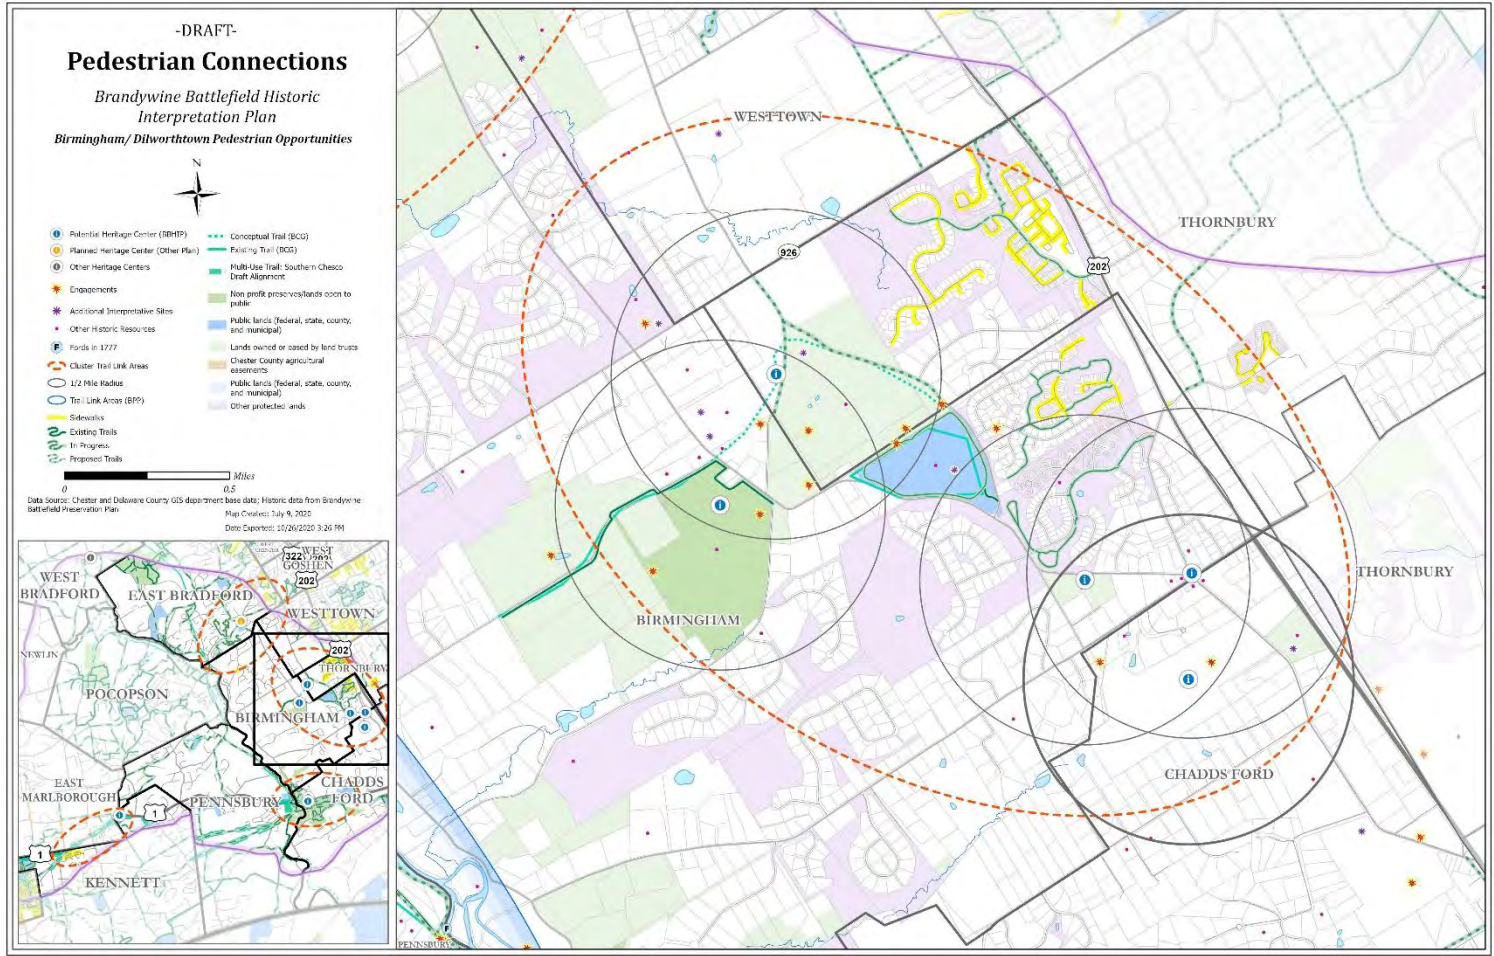 -DRAFT-
Pedestrian Connections
Brandywine Battlefield Historic
Interpretation Plan
Birmingham/ Dilworthtown Pedestrian Opportunities
N
Potential Heritage Center (BBHIP)
Planned Heritage Center (Other Plan)
Other Heritage Centers
Engagements
Additional Interpretive Sites
Other Historic Resources
F Fords in 1777
Cluster Trail Link Areas
1/2 Mile Radius
Trail Link Areas (BPP)
Sidewalks
Existing Trails
In Progress
Proposed Trails
Conceptual Trail (BCG)
Existing Trail (BCG)
Multi-Use Trail: Southern Chesco
Draft Alignment
Non profit preserves/lands open to
public
Public lands (federal, state, county,
and municipal)
Lands owned or eased by land trusts
Chester County agricultural
easements
Public lands (federal, state, county,
and municipal)
Other protected lands
Miles
0 0.5
Data Source: Chester and Delaware County GIS department base data; Historic data from Brandywine
Battlefield Preservation Plan
Map Created: July 9, 2020
Date Exported: 10/26/2020 3:26 PM
WESTTOWN
THORNBURY
926
202
THORNBURY
BIRMINGHAM
CHADDS FORD
F
PENNSBURY
322
202
WEST
GOSHEN
202
WEST
BRADFORD
EAST BRADFORD
WESTTOWN
202
NEWLIN
THORNBURY
POCOPSON
BIRMINGHAM
EAST
MARLBOROUGH
PENNSBURY
CHADDS
FORD
1
1
KENNETT